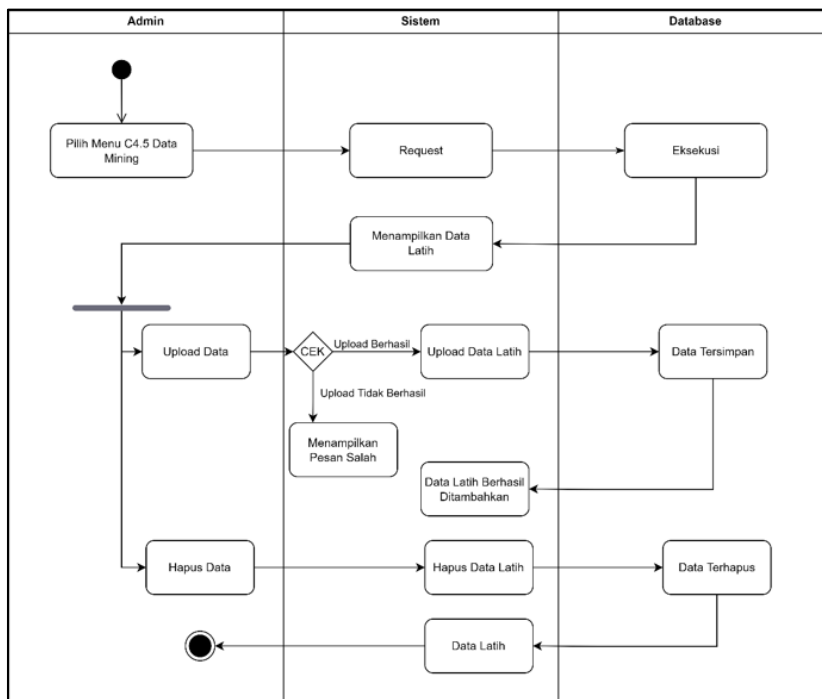 Admin
Sistem
Database
Pilih Menu C4.5 Data
Mining
Request
Eksekusi
Menampilkan Data
Latih
Upload Data
CEK
Upload Berhasil
Upload Data Latih
Data Tersimpan
Upload Tidak Berhasil
Menampilkan
Pesan Salah
Data Latih Berhasil
Ditambahkan
Hapus Data
Hapus Data Latih
Data Terhapus
Data Latih